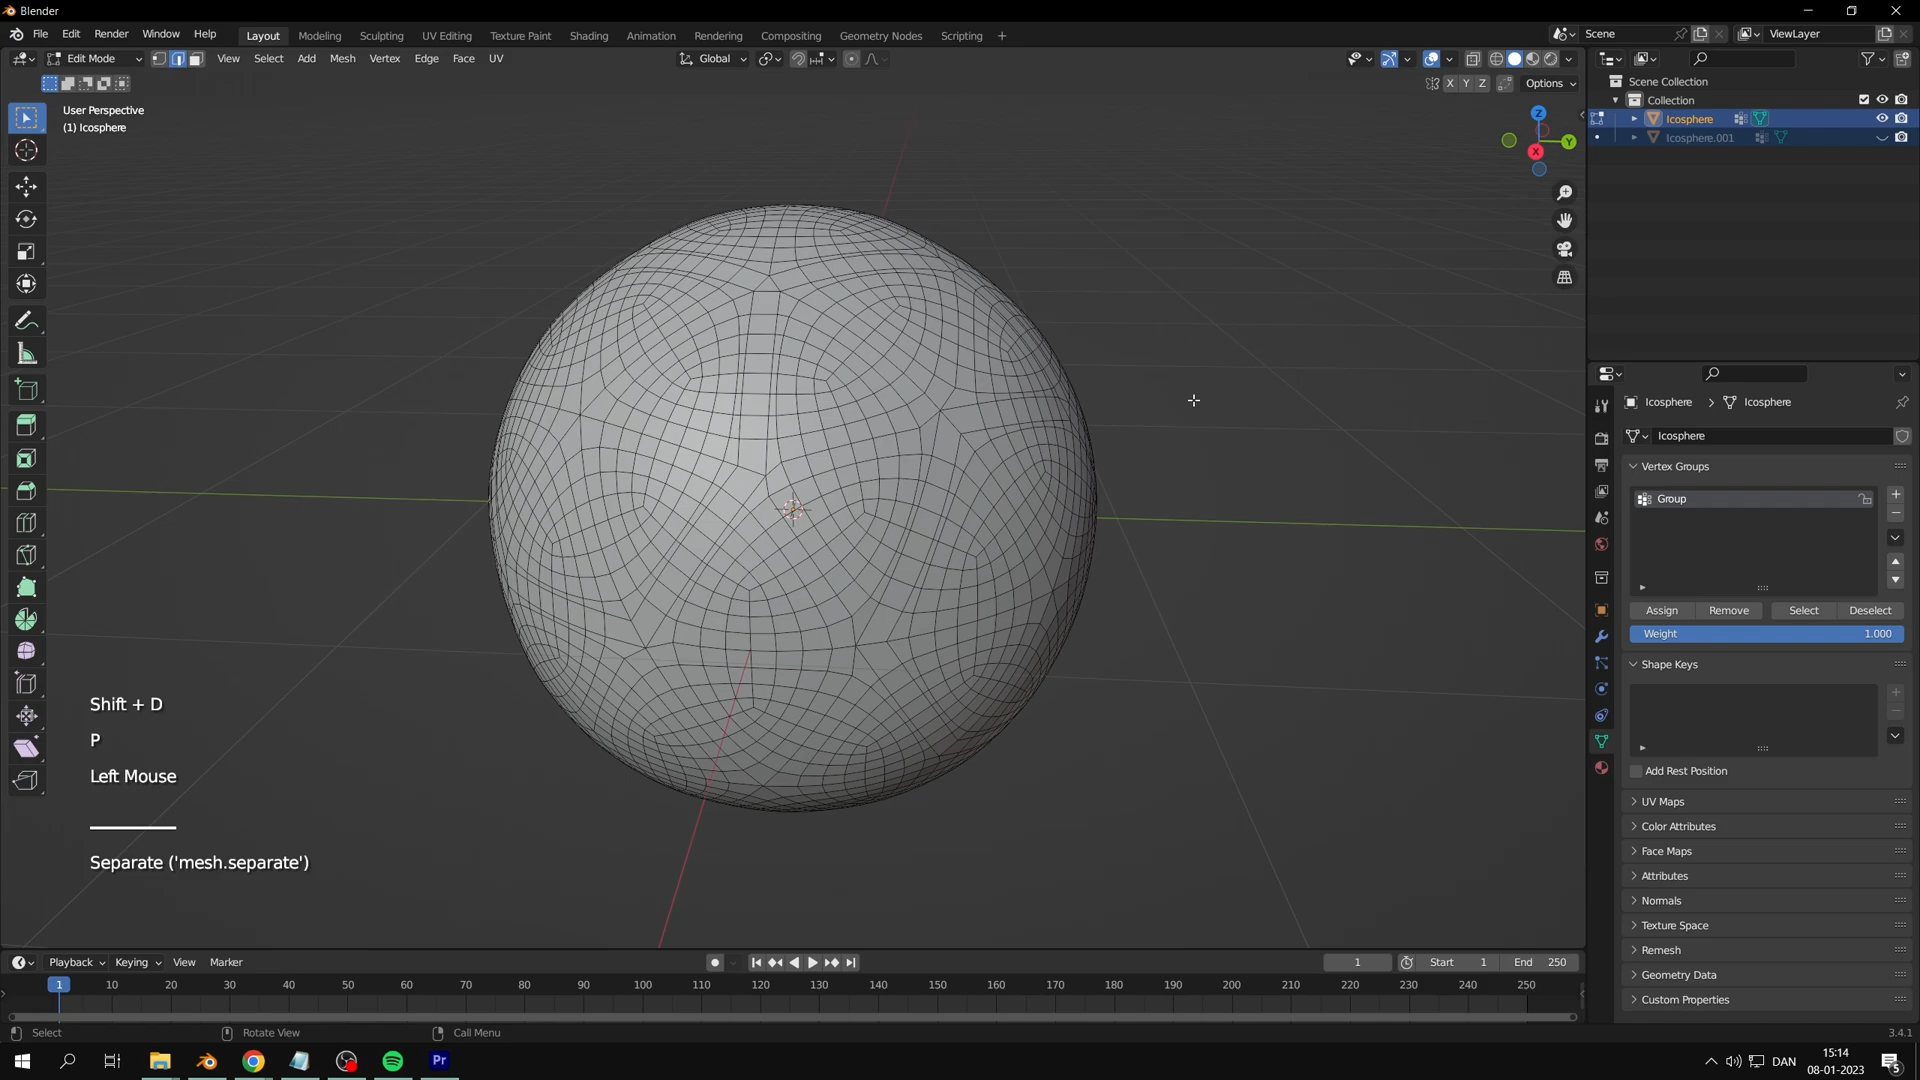 Blender
File Edit Render Window Help
Layout Modeling Sculpting UV Editing Texture Paint Shading Animation Rendering Compositing Geometry Nodes Scripting +
Scene
ViewLayer
Edit Mode View Select Add Mesh Vertex Edge Face UV
Global
X Y Z Options
User Perspective
(1) Icosphere
Z
Y
X
Scene Collection
Collection
Icosphere
Icosphere.001
Icosphere > Icosphere
Icosphere
Vertex Groups
Group
Assign Remove Select Deselect
Weight 1.000
Shape Keys
Add Rest Position
UV Maps
Color Attributes
Face Maps
Attributes
Normals
Texture Space
Remesh
Geometry Data
Custom Properties
Shift + D
P
Left Mouse
Separate ('mesh.separate')
Playback Keying View Marker
1 Start 1 End 250
1 10 20 30 40 50 60 70 80 90 100 110 120 130 140 150 160 170 180 190 200 210 220 230 240 250
Select Rotate View Call Menu
3.4.1
Pr
DAN
15:14
08-01-2023
5